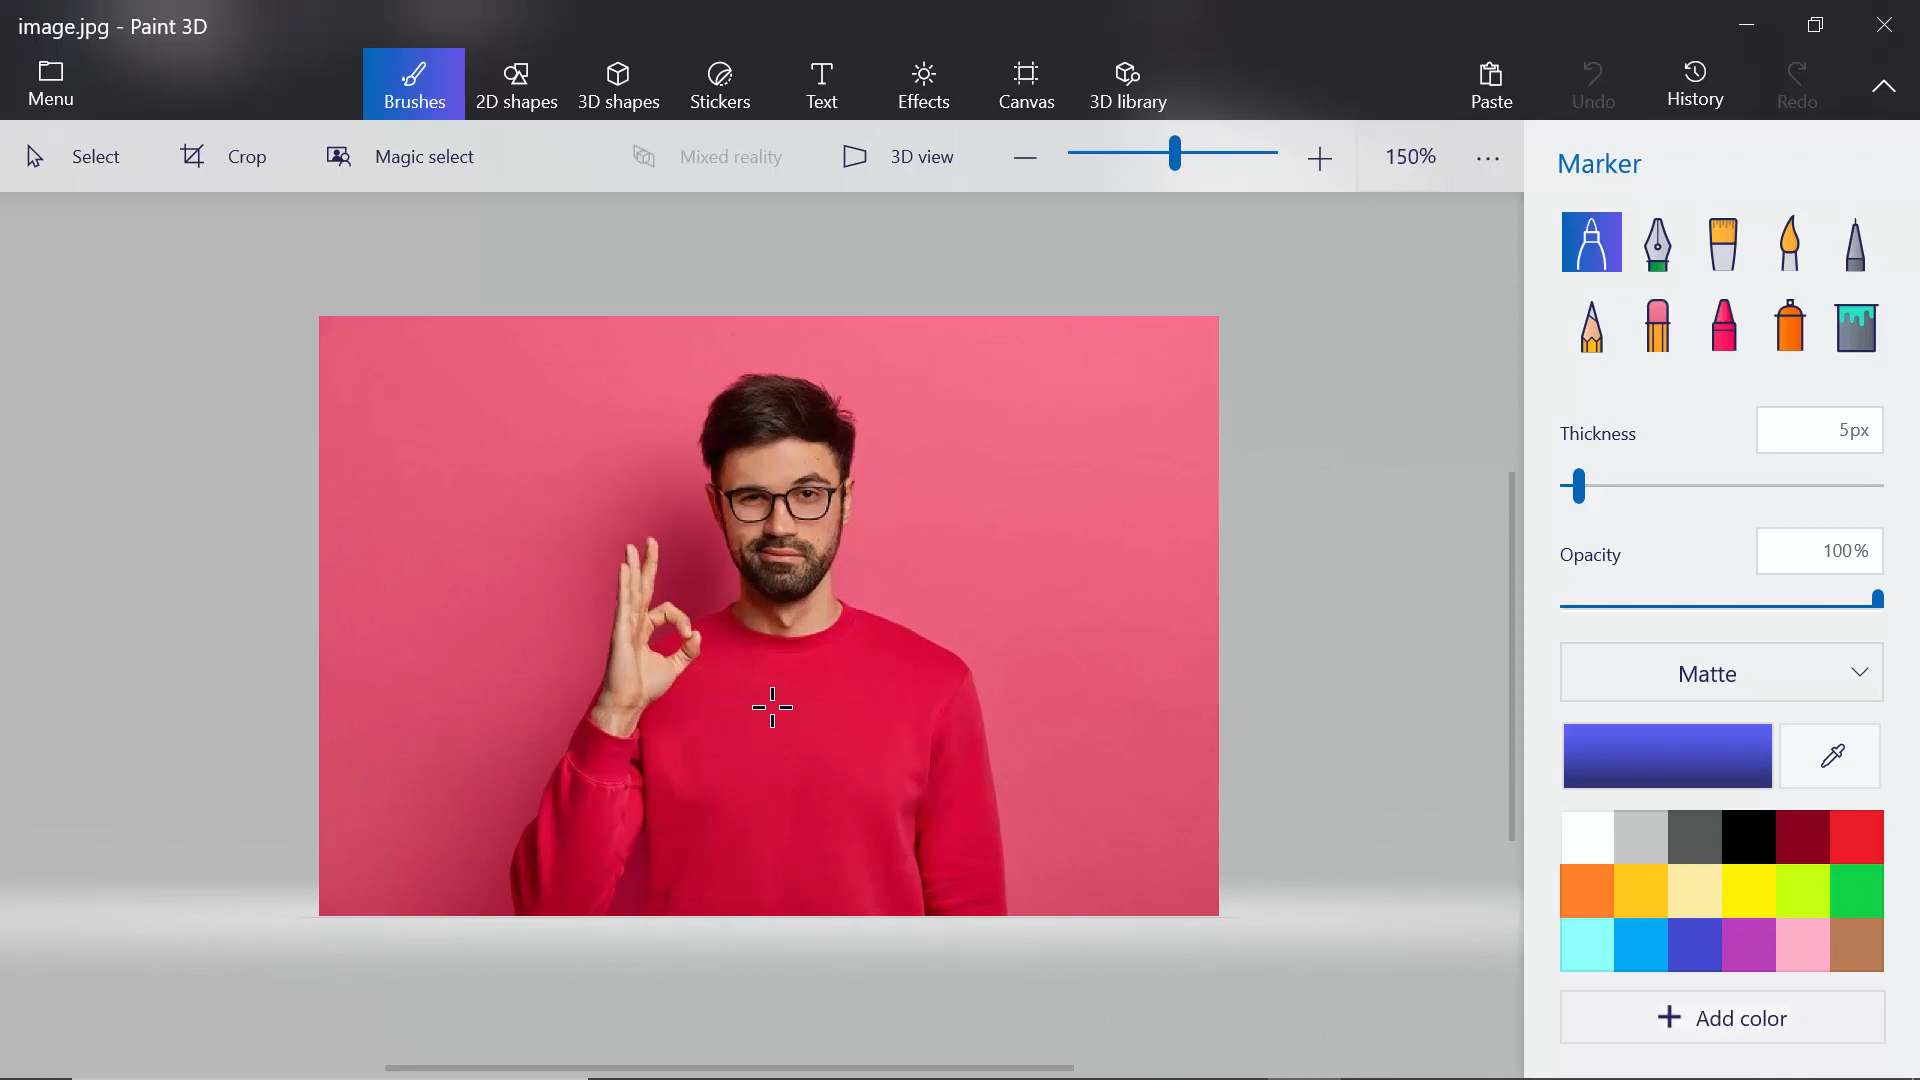 image.jpg - Paint 3D
Menu
Brushes
2D shapes
3D shapes
Stickers
Text
Effects
Canvas
3D library
Paste
Undo
History
Redo
Select
Crop
Magic select
Mixed reality
3D view
150%
Marker
Thickness
5px
Opacity
100%
Matte
Add color